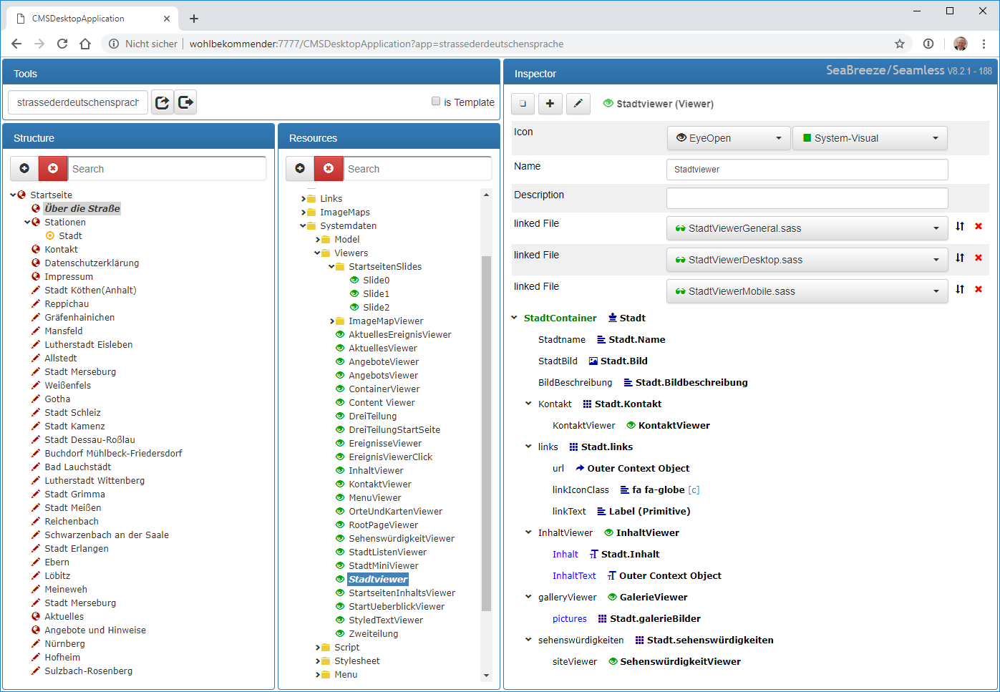 CMSDesktopApplication
Nicht sicher wohlbekommender:7777/CMSDesktopApplication?app=strassederdeutschensprache
Tools
strassederdeutschensprach
is Template
Structure
Search
Startseite
Über die Straße
Stationen
Stadt
Kontakt
Datenschutzerklärung
Impressum
Stadt Köthen(Anhalt)
Reppichau
Gräfenhainichen
Mansfeld
Lutherstadt Eisleben
Allstedt
Stadt Merseburg
Weißenfels
Gotha
Stadt Schleiz
Stadt Kamenz
Stadt Dessau-Roßlau
Buchdorf Mühlbeck-Friedersdorf
Bad Lauchstädt
Lutherstadt Wittenberg
Stadt Grimma
Stadt Meißen
Reichenbach
Schwarzenbach an der Saale
Stadt Erlangen
Ebern
Löbitz
Meineweh
Stadt Merseburg
Aktuelles
Angebote und Hinweise
Nürnberg
Hofheim
Sulzbach-Rosenberg
Resources
Search
Links
ImageMaps
Systemdaten
Model
Viewers
StartseitenSlides
Slide0
Slide1
Slide2
ImageMapViewer
AktuellesEreignisViewer
AktuellesViewer
AngeboteViewer
AngebotsViewer
ContainerViewer
Content Viewer
DreiTeilung
DreiTeilungStartSeite
EreignisseViewer
EreignisViewerClick
InhaltViewer
KontaktViewer
MenuViewer
OrteUndKartenViewer
RootPageViewer
SehenswürdigkeitViewer
StadtListenViewer
StadtMiniViewer
Stadtviewer
StartseitenInhaltsViewer
StartUeberblickViewer
StyledTextViewer
Zweiteilung
Script
Stylesheet
Menu
Inspector
SeaBreeze/Seamless V8.2.1 - 188
Stadtviewer (Viewer)
Icon EyeOpen System-Visual
Name Stadtviewer
Description
linked File StadtViewerGeneral.sass
linked File StadtViewerDesktop.sass
linked File StadtViewerMobile.sass
StadtContainer Stadt
Stadtname Stadt.Name
StadtBild Stadt.Bild
BildBeschreibung Stadt.Bildbeschreibung
Kontakt Stadt.Kontakt
KontaktViewer KontaktViewer
links Stadt.links
url Outer Context Object
linkIconClass fa fa-globe [c]
linkText Label (Primitive)
InhaltViewer InhaltViewer
Inhalt Stadt.Inhalt
InhaltText Outer Context Object
galleryViewer GalerieViewer
pictures Stadt.galerieBilder
sehenswürdigkeiten Stadt.sehenswürdigkeiten
siteViewer SehenswürdigkeitViewer